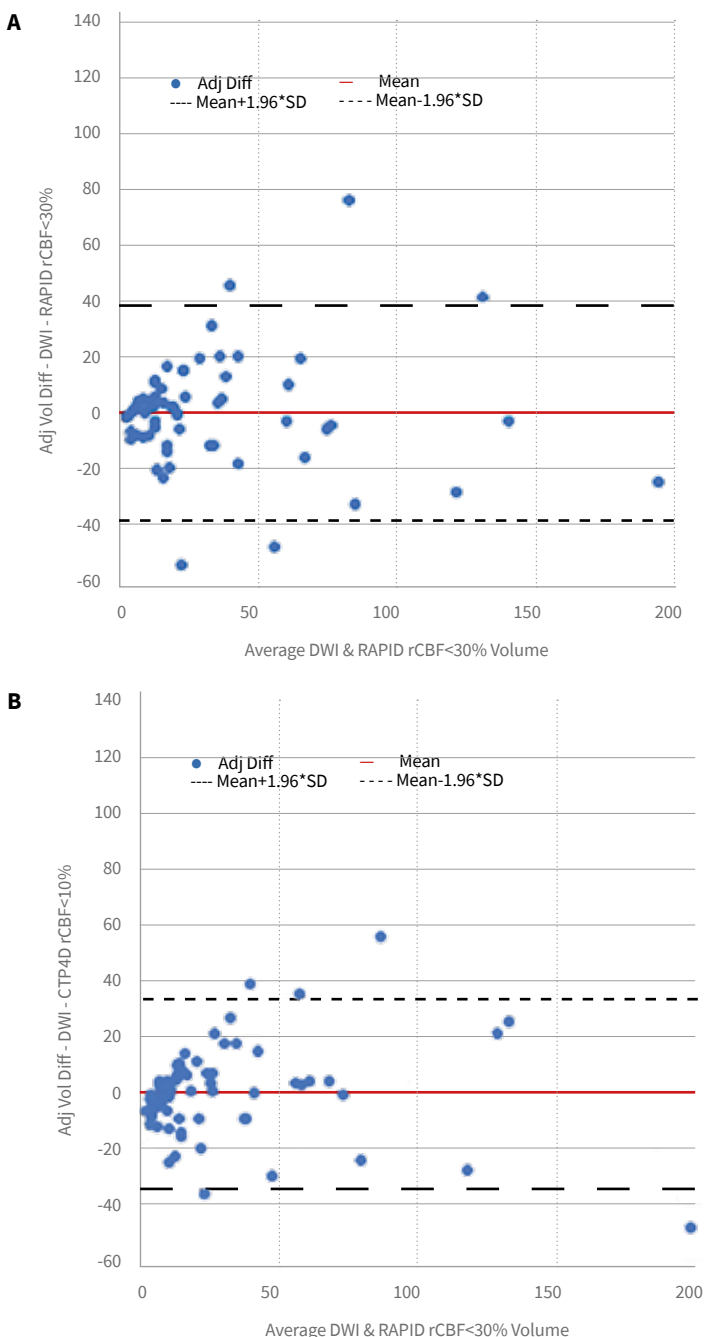 A
140
120
Adj Diff — Mean
---- Mean+1.96*SD - - - - Mean-1.96*SD
100
80
60
40
20
0
-20
-40
-60
Adj Vol Diff - DWI - RAPID rCBF<30%
0 50 100 150 200
Average DWI & RAPID rCBF<30% Volume
B
140
120
Adj Diff — Mean
---- Mean+1.96*SD - - - - Mean-1.96*SD
100
80
60
40
20
0
-20
-40
-60
Adj Vol Diff - DWI - CTP4D rCBF<10%
0 50 100 150 200
Average DWI & RAPID rCBF<30% Volume